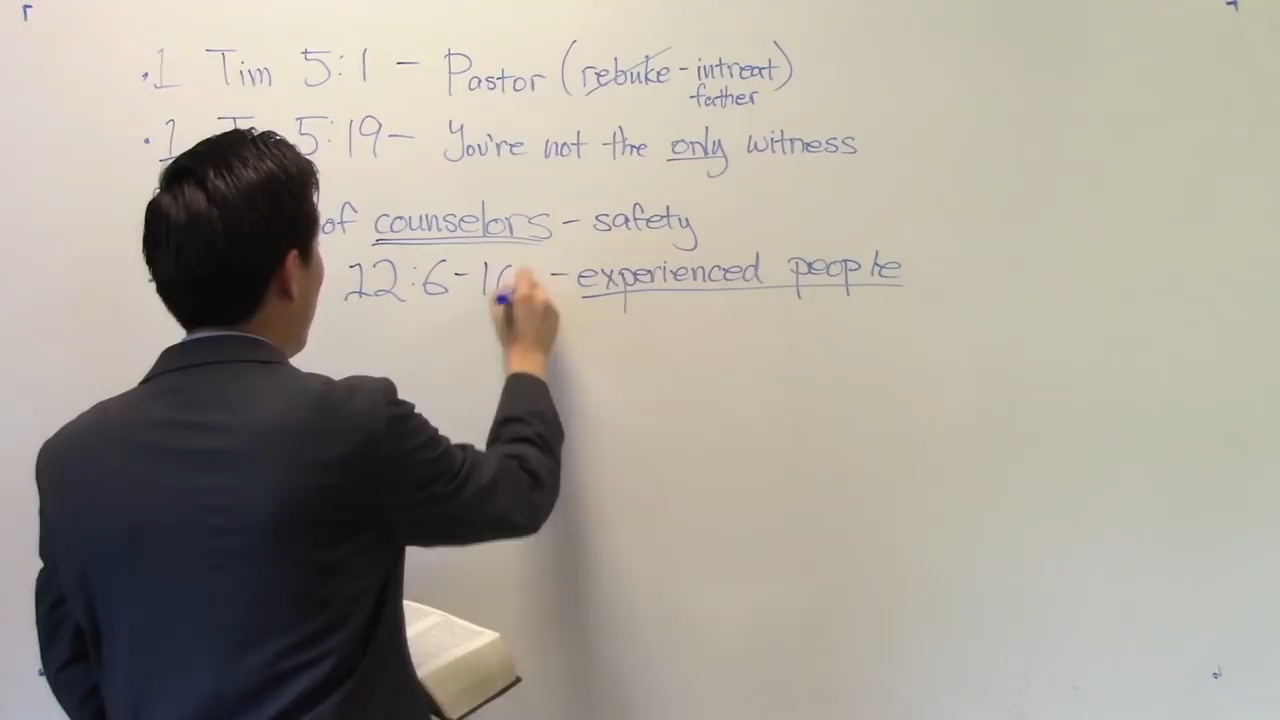 ·1 Tim 5:1 – Pastor (rebuke - intreat)
father
·1 5:19 – You're not the only witness
of counselors – safety
22:6-16 – experienced people